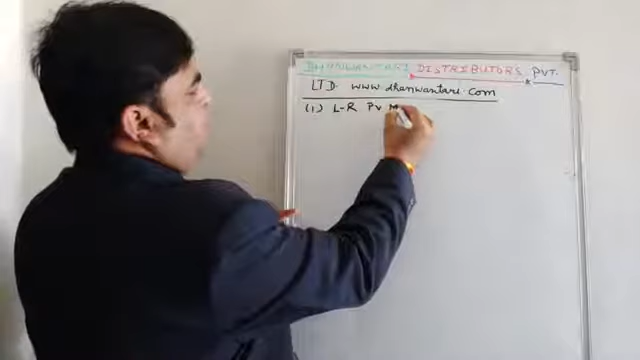 DHANWANTARI DISTRIBUTORS PVT.
LTD. www.dhanwantari.com
(1) L-R Pv M